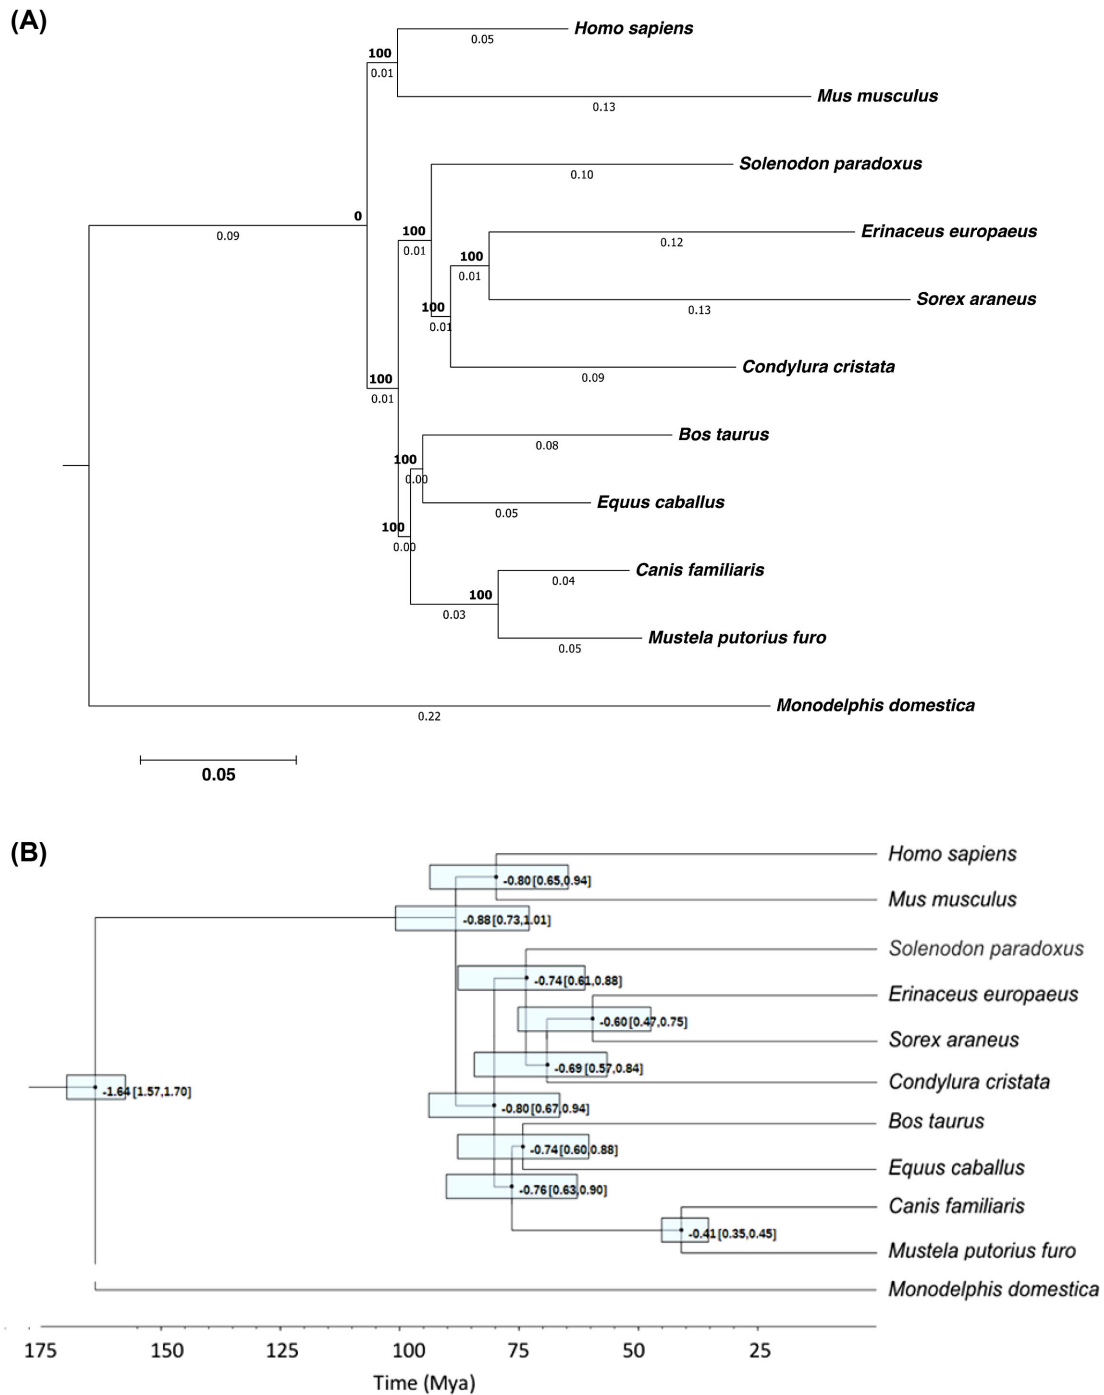 (A)
0.05
Homo sapiens
100
0.01
0.13
Mus musculus
0.10
Solenodon paradoxus
0
0.09
100
0.01
0.12
Erinaceus europaeus
100
0.01
0.13
Sorex araneus
100
0.01
0.09
Condylura cristata
100
0.01
0.08
Bos taurus
100
0.00
0.05
Equus caballus
100
0.00
0.04
Canis familiaris
100
0.03
0.05
Mustela putorius furo
0.22
Monodelphis domestica
0.05
(B)
Homo sapiens
-0.80[0.65,0.94]
Mus musculus
-0.88[0.73,1.01]
Solenodon paradoxus
-0.74[0.61,0.88]
Erinaceus europaeus
-0.60[0.47,0.75]
Sorex araneus
-0.69[0.57,0.84]
Condylura cristata
-1.64[1.57,1.70]
-0.80[0.67,0.94]
Bos taurus
-0.74[0.60,0.88]
Equus caballus
-0.76[0.63,0.90]
Canis familiaris
-0.41[0.35,0.45]
Mustela putorius furo
Monodelphis domestica
175 150 125 100 75 50 25
Time (Mya)